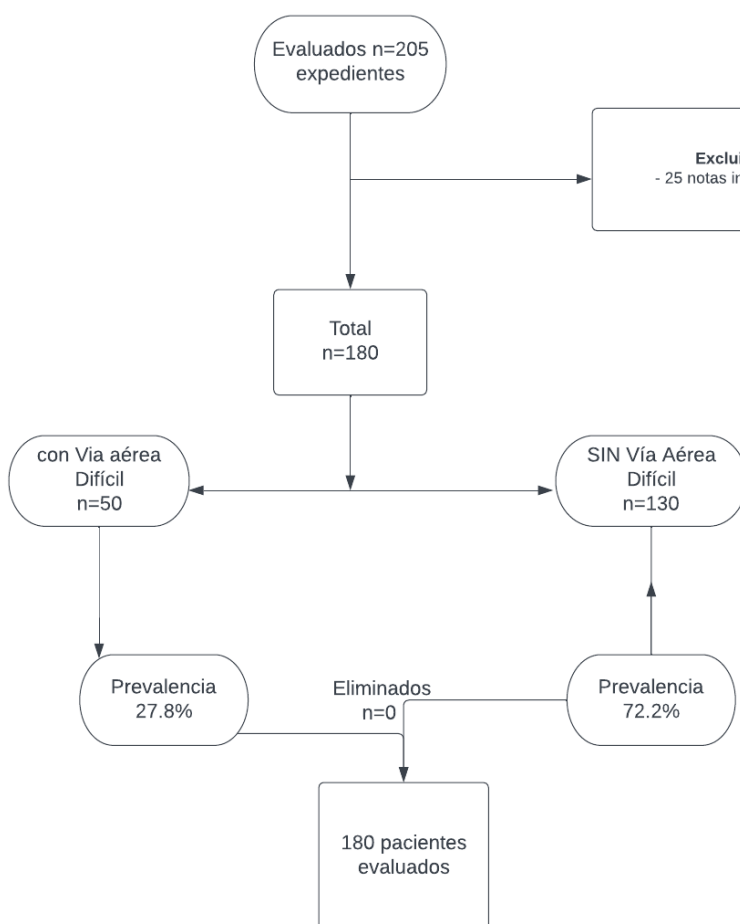 Evaluados n=205
expedientes
- 25 notas
Total
n=180
con Via aérea
Difícil
n=50
SIN Vía Aérea
Difícil
n=130
Prevalencia
27.8%
Eliminados
n=0
Prevalencia
72.2%
180 pacientes
evaluados